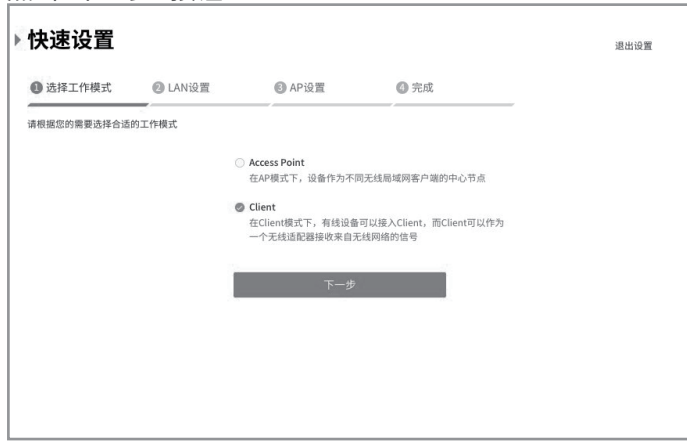 快速设置
退出设置
1 选择工作模式 2 LAN设置 3 AP设置 4 完成
请根据您的需要选择合适的工作模式
Access Point
在AP模式下，设备作为不同无线局域网客户端的中心节点
Client
在Client模式下，有线设备可以接入Client，而Client可以作为
一个无线适配器接收来自无线网络的信号
下一步